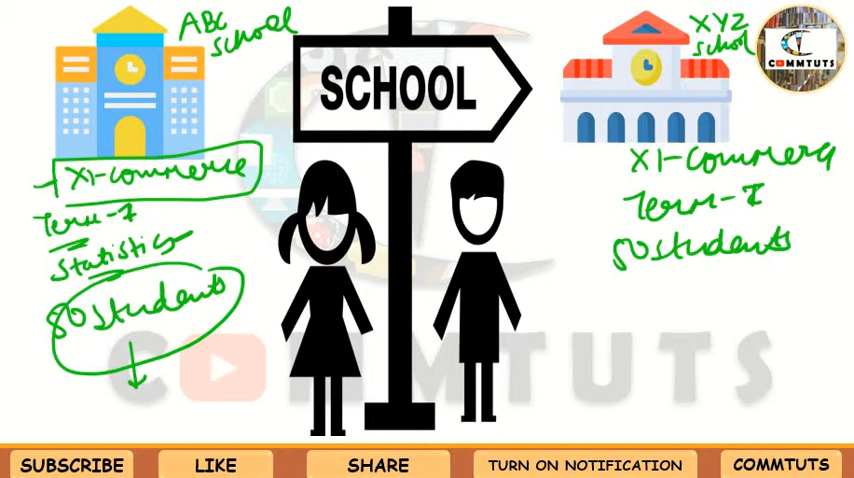 ABC
school
XYZ
school
COMMTUTS
SCHOOL
XI-commerce
Term-I
Statistics
80 students
XI-Commerce
Term-I
80 students
COMMTUTS
SUBSCRIBE
LIKE
SHARE
TURN ON NOTIFICATION
COMMTUTS